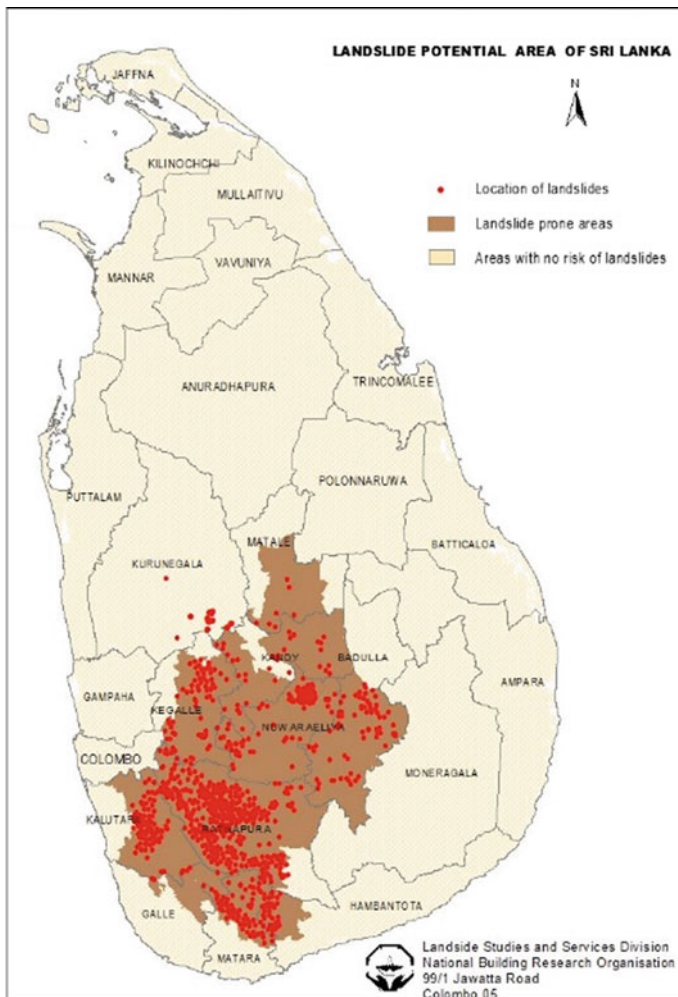 LANDSLIDE POTENTIAL AREA OF SRI LANKA
N
JAFFNA
KILINOCHCHI
MULLAITIVU
Location of landslides
Landslide prone areas
Areas with no risk of landslides
VAVUNIYA
MANNAR
ANURADHAPURA
TRINCOMALEE
POLONNARUWA
PUTTALAM
MATALE
BATTICALOA
KURUNEGALA
KANDY
BADULLA
AMPARA
GAMPAHA
KEGALLE
NUWARAELIYA
COLOMBO
MONERAGALA
KALUTARA
RATNAPURA
HAMBANTOTA
GALLE
MATARA
Landside Studies and Services Division
National Building Research Organisation
99/1 Jawatta Road
Colombo 05